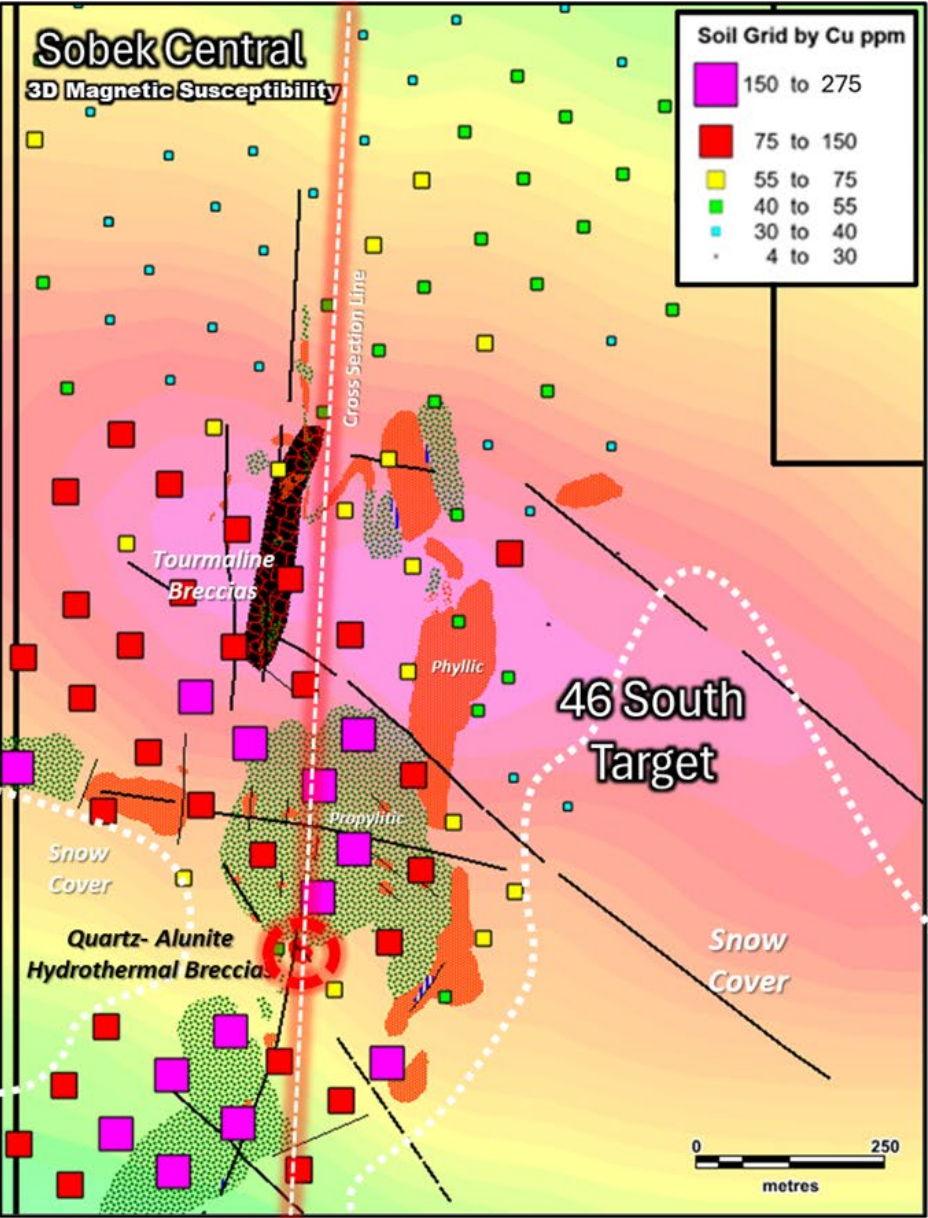 Sobek Central
3D Magnetic Susceptibility
Soil Grid by Cu ppm
150 to 275
75 to 150
55 to 75
40 to 55
30 to 40
4 to 30
Cross Section Line
Tourmaline
Breccias
Phyllic
46 South
Target
Propylitic
Snow
Cover
Quartz- Alunite
Hydrothermal Breccias
Snow
Cover
0 250
metres